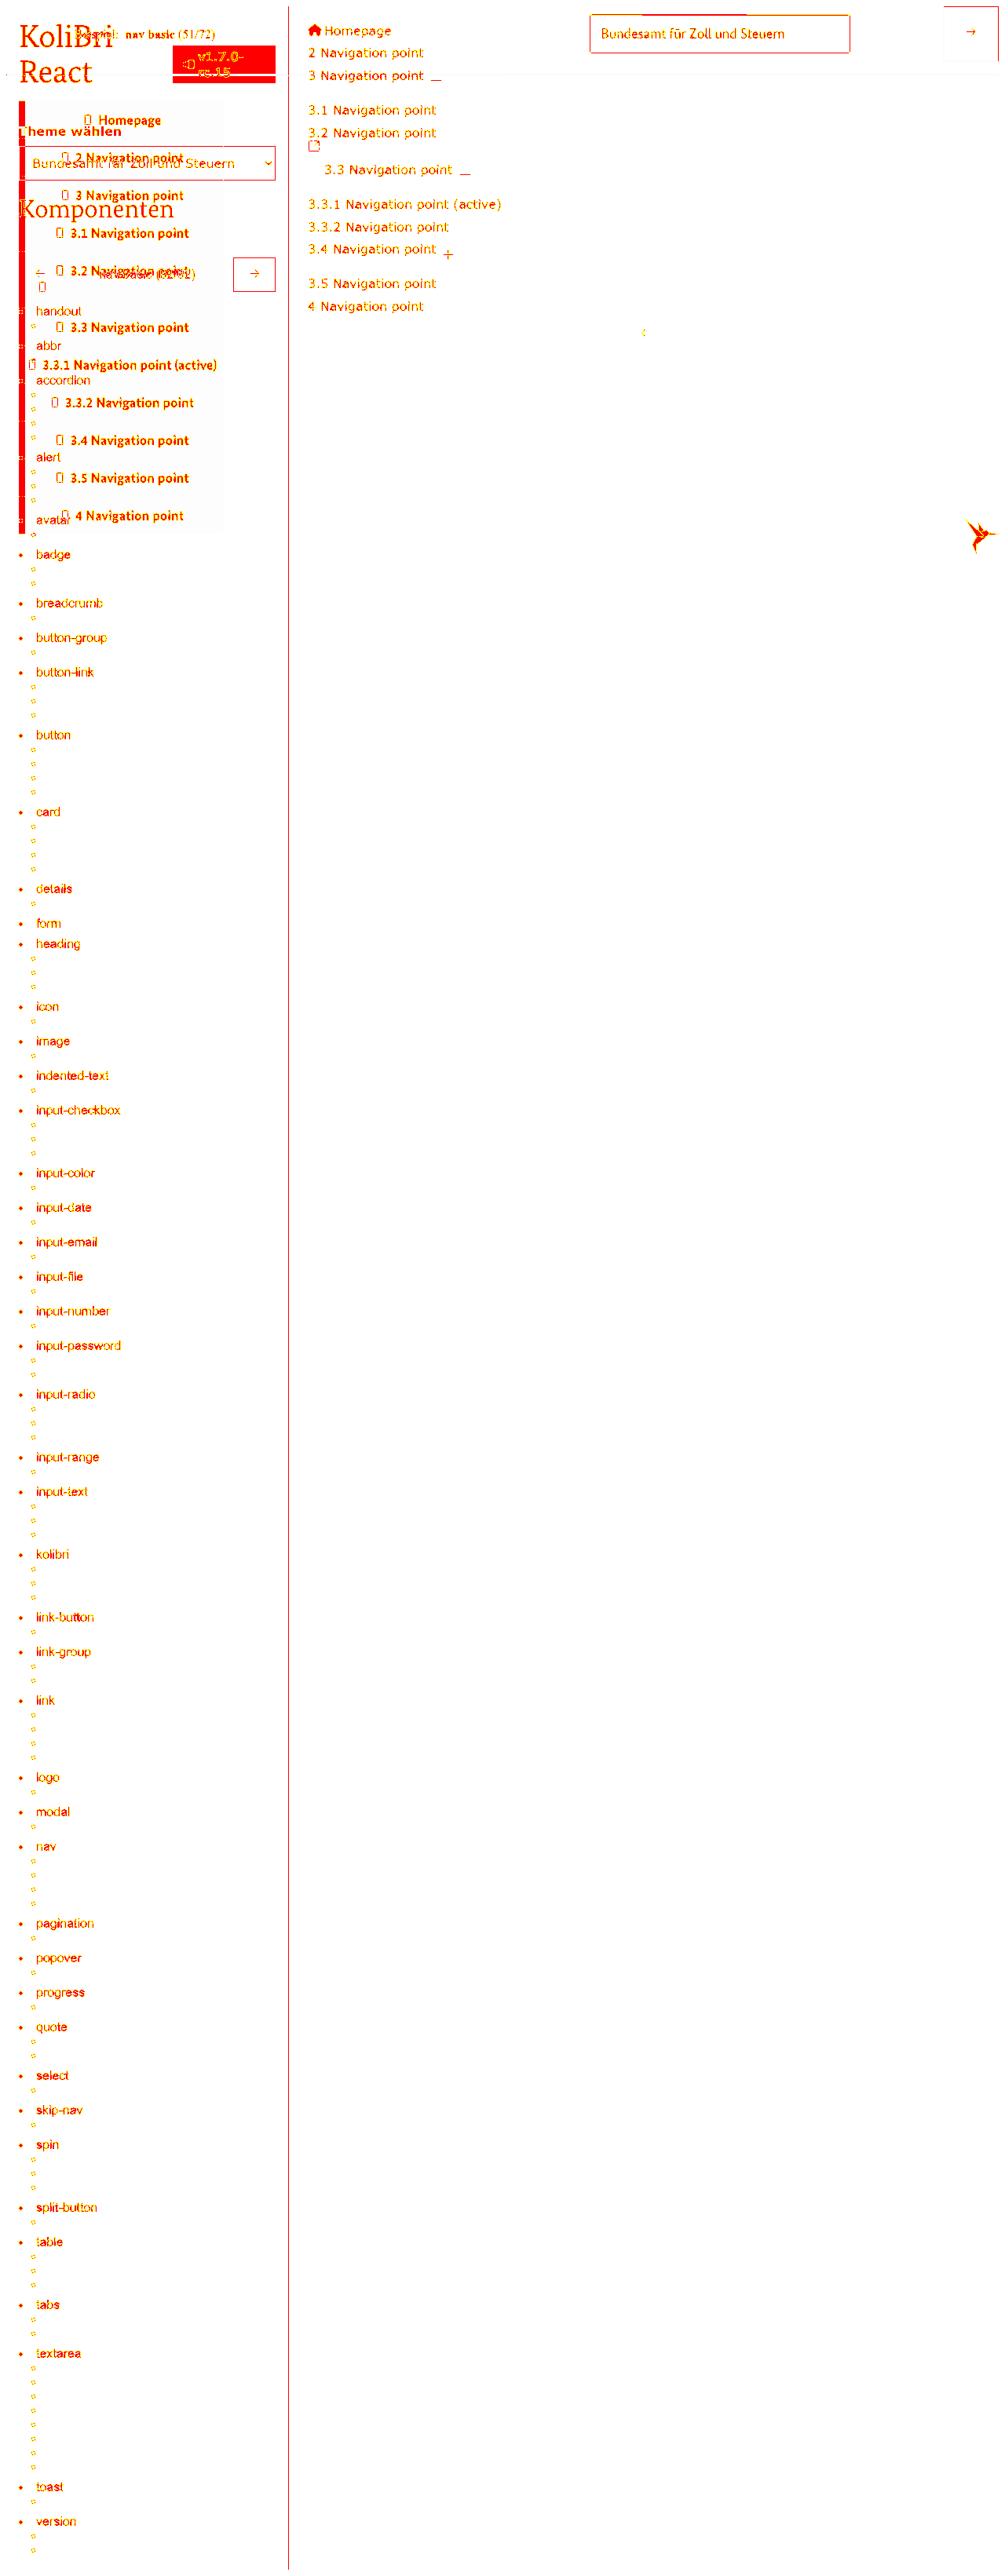 KoliBri
React
Beispiel: nav basic (51/72)
v1.7.0-
rc.15
Homepage
Theme wählen
2 Navigation point
Bundesamt für Zoll und Steuern
3 Navigation point
Komponenten
3.1 Navigation point
3.2 Navigation point
handout
3.3 Navigation point
abbr
3.3.1 Navigation point (active)
accordion
3.3.2 Navigation point
3.4 Navigation point
alert
3.5 Navigation point
4 Navigation point
avatar
badge
breadcrumb
button-group
button-link
button
card
details
form
heading
icon
image
indented-text
input-checkbox
input-color
input-date
input-email
input-file
input-number
input-password
input-radio
input-range
input-text
kolibri
link-button
link-group
link
logo
modal
nav
pagination
popover
progress
quote
select
skip-nav
spin
split-button
table
tabs
textarea
toast
version
Homepage
2 Navigation point
3 Navigation point
3.1 Navigation point
3.2 Navigation point
3.3 Navigation point
3.3.1 Navigation point (active)
3.3.2 Navigation point
3.4 Navigation point
3.5 Navigation point
4 Navigation point
Bundesamt für Zoll und Steuern